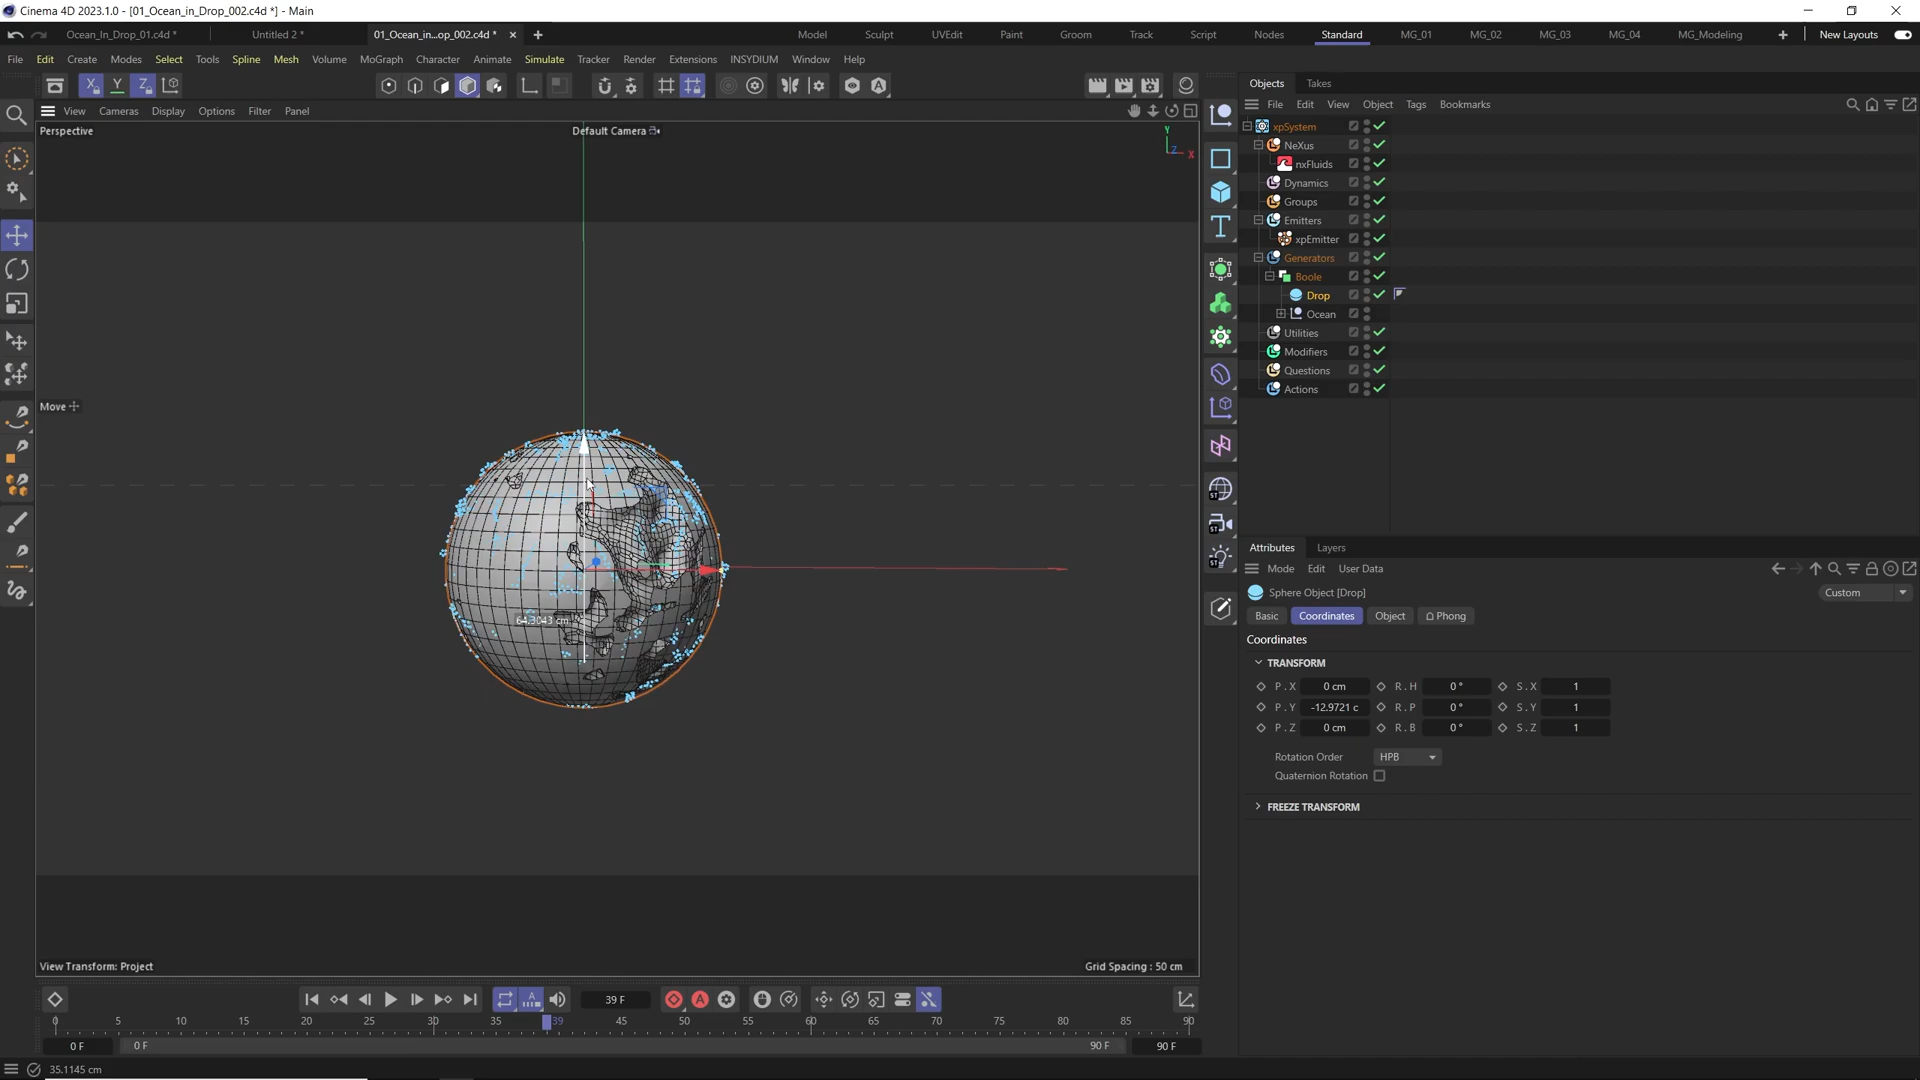 Cinema 4D 2023.1.0 - [01_Ocean_in_Drop_002.c4d *] - Main
Ocean_In_Drop_01.c4d * Untitled 2 * 01_Ocean_in...op_002.c4d * Model Sculpt UVEdit Paint Groom Track Script Nodes Standard MG_01 MG_02 MG_03 MG_04 MG_Modeling New Layouts
File Edit Create Modes Select Tools Spline Mesh Volume MoGraph Character Animate Simulate Tracker Render Extensions INSYDIUM Window Help
Objects Takes
File Edit View Object Tags Bookmarks
View Cameras Display Options Filter Panel
Perspective Default Camera
Y
Z X
xpSystem
NeXus
nxFluids
Dynamics
Groups
Emitters
xpEmitter
Generators
Boole
Drop
Ocean
Utilities
Modifiers
Questions
Actions
Move
64.3043 cm
Attributes Layers
Mode Edit User Data
Sphere Object [Drop] Custom
Basic Coordinates Object Phong
Coordinates
TRANSFORM
P . X 0 cm R . H 0 ° S . X 1
P . Y -12.9721 c R . P 0 ° S . Y 1
P . Z 0 cm R . B 0 ° S . Z 1
Rotation Order HPB
Quaternion Rotation
FREEZE TRANSFORM
View Transform: Project Grid Spacing : 50 cm
39 F
0 5 10 15 20 25 30 35 39 45 50 55 60 65 70 75 80 85 90
0 F 0 F 90 F 90 F
35.1145 cm